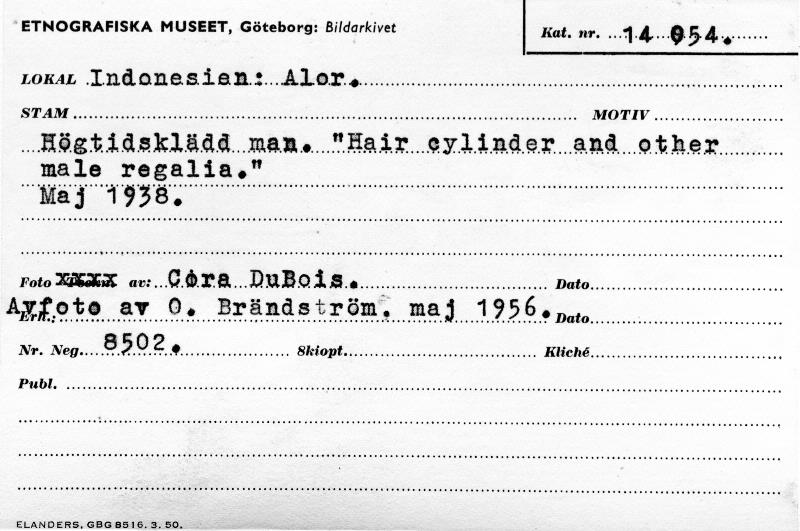 ETNOGRAFISKA MUSEET, Göteborg: Bildarkivet
Kat. nr. 14 054.
LOKAL Indonesien: Alor.
STAM MOTIV
Högtidsklädd man. "Hair cylinder and other
male regalia."
Maj 1938.
Foto xxxx av: Cora DuBois. Dato
Avfoto av O. Brändström. maj 1956.
Erh.: Dato
Nr. Neg. 8502. Skiopt. Kliché
Publ.
ELANDERS, GBG 8516. 3. 50.